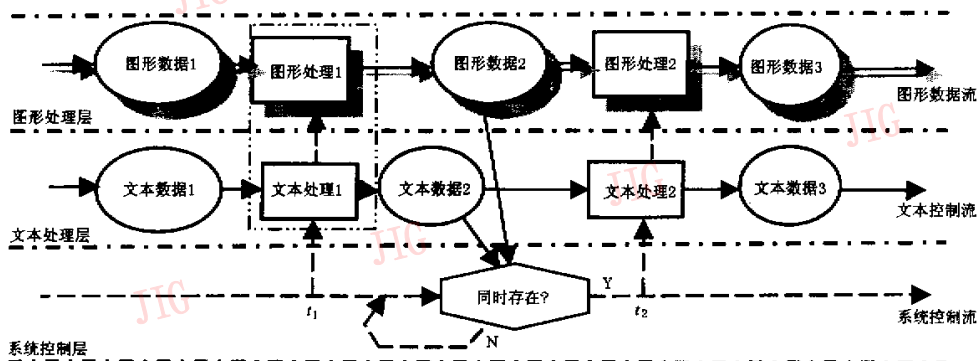 JIG
图形数据1
图形处理1
图形数据2
图形处理2
图形数据3
图形处理层
图形数据流
JIG
文本数据1
文本处理1
文本数据2
文本处理2
JIG
文本数据3
文本处理层
文本控制流
JIG
JIG
同时存在?
Y
t1
t2
N
系统控制流
系统控制层